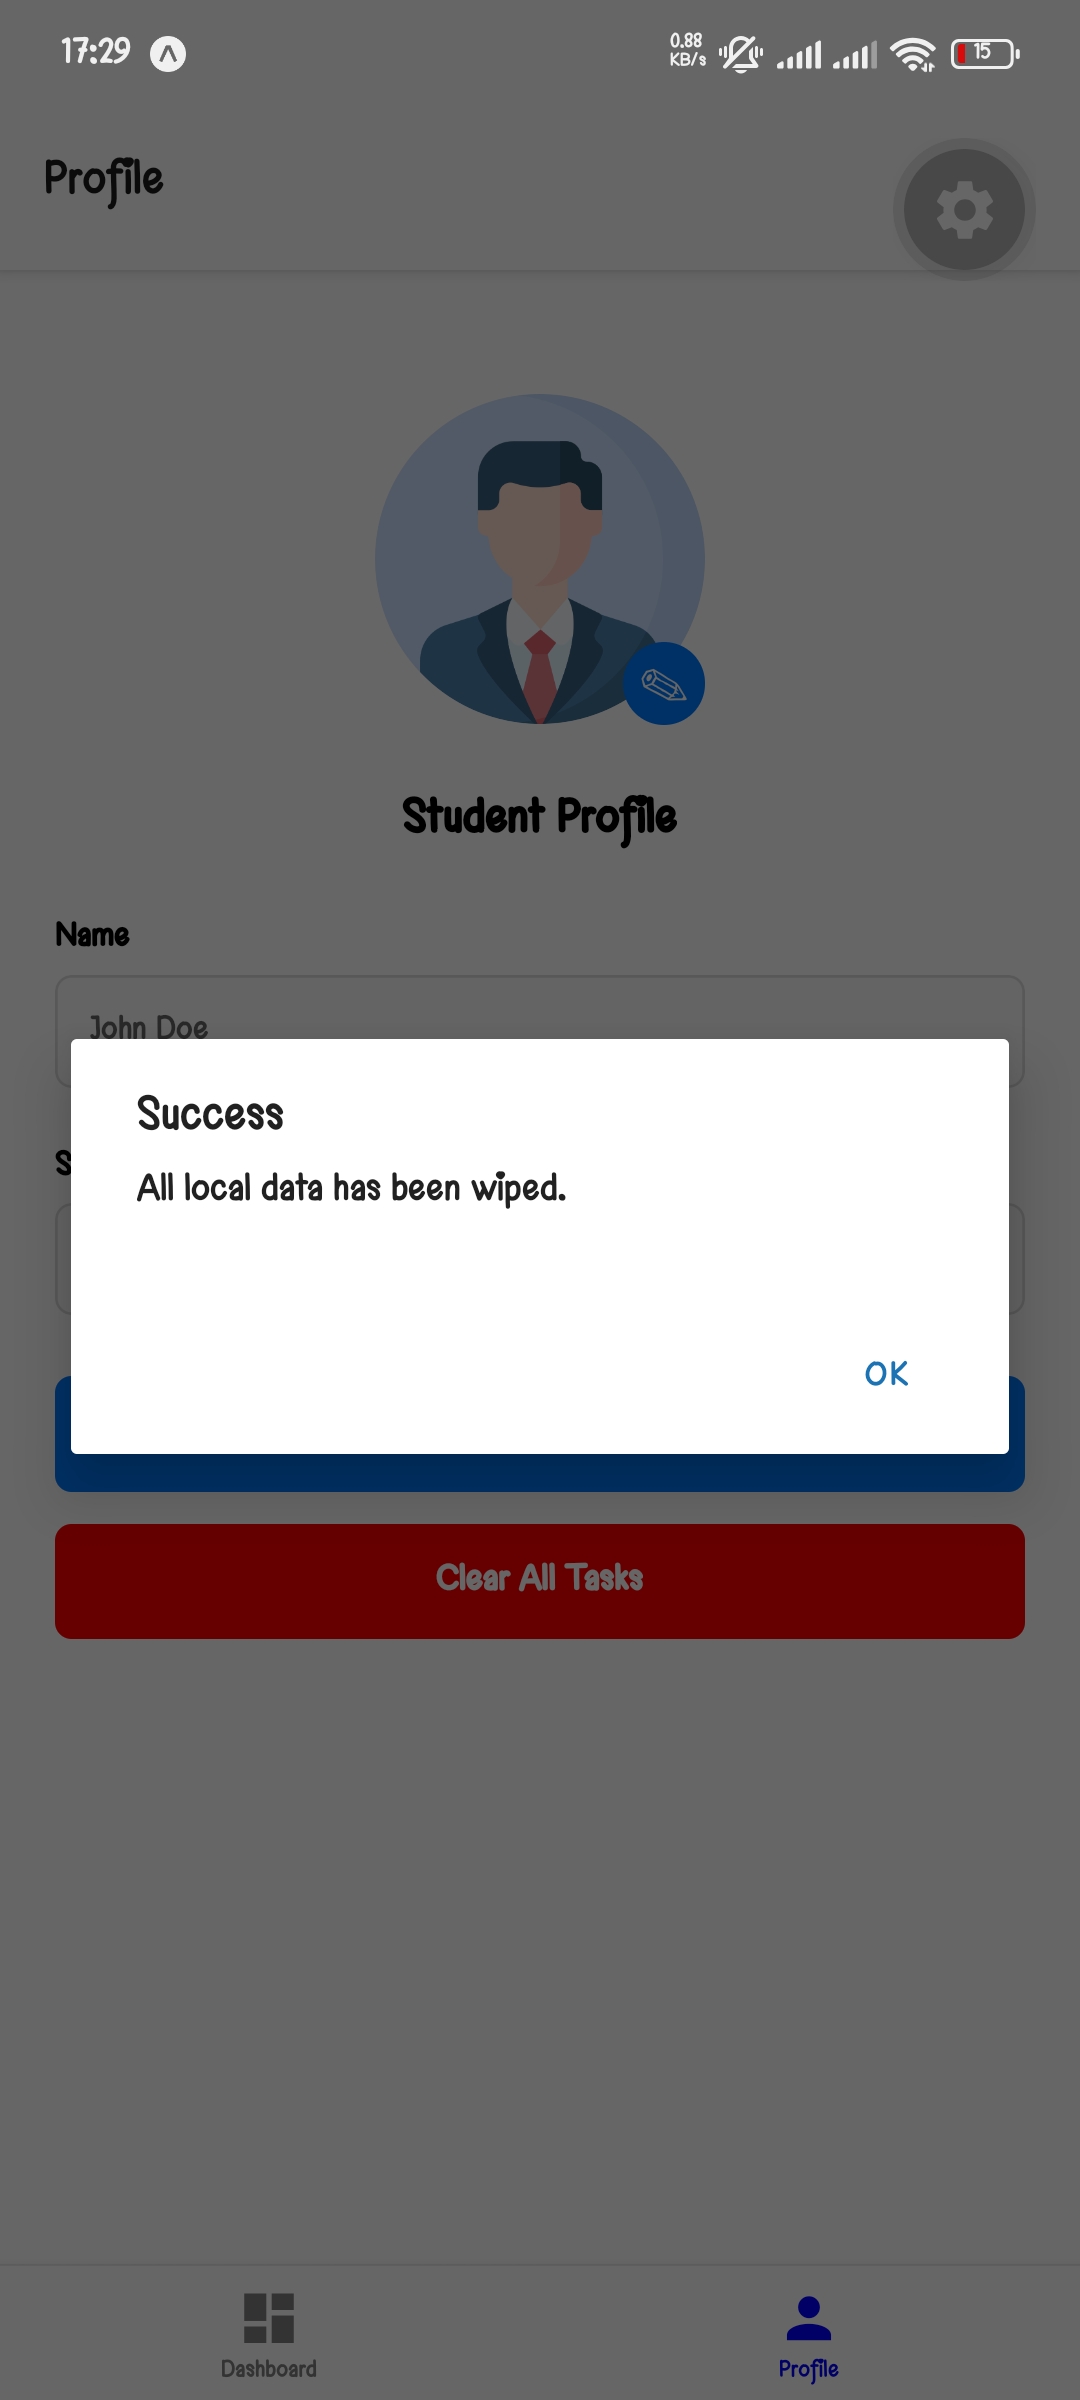 17:29
0.88
KB/s
15
Profile
Student Profile
Name
John Doe
S
Success
All local data has been wiped.
OK
Clear All Tasks
Dashboard
Profile